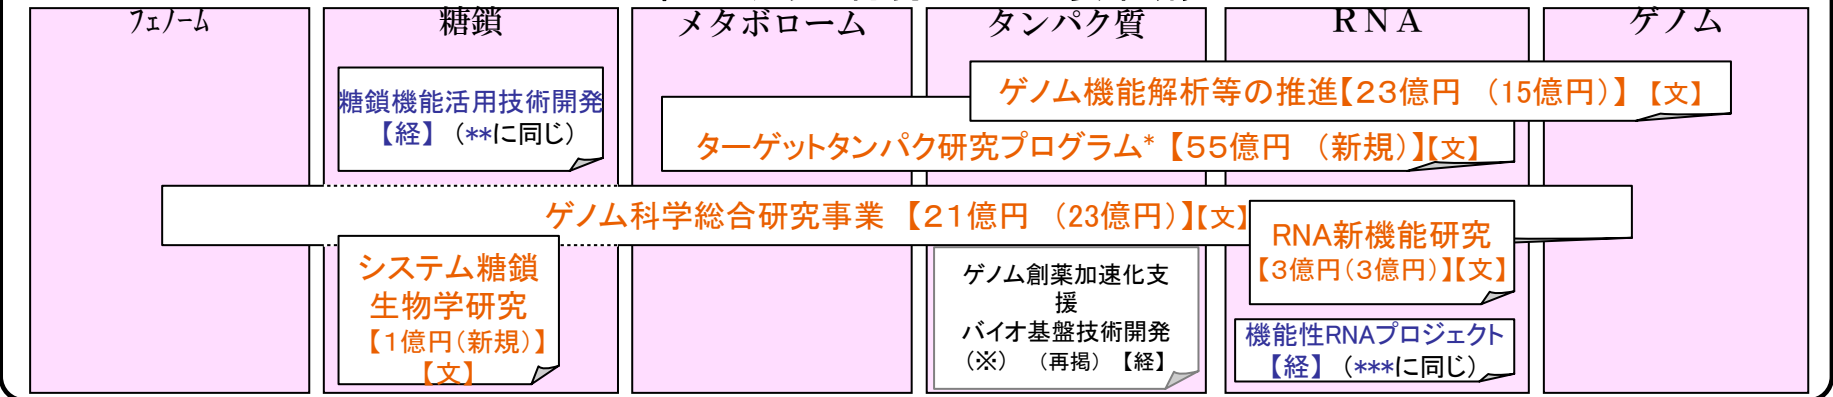 フェノーム
糖鎖
メタボローム
タンパク質
RNA
ゲノム
ゲノム機能解析等の推進【23億円 (15億円)】【文】
糖鎖機能活用技術開発
【経】(**に同じ)
ターゲットタンパク研究プログラム*【55億円 (新規)】【文】
ゲノム科学総合研究事業 【21億円 (23億円)】【文】
RNA新機能研究
【3億円(3億円)】【文】
システム糖鎖
生物学研究
【1億円(新規)】
【文】
ゲノム創薬加速化支
援
バイオ基盤技術開発
(※) (再掲) 【経】
機能性RNAプロジェクト
【経】(***に同じ)